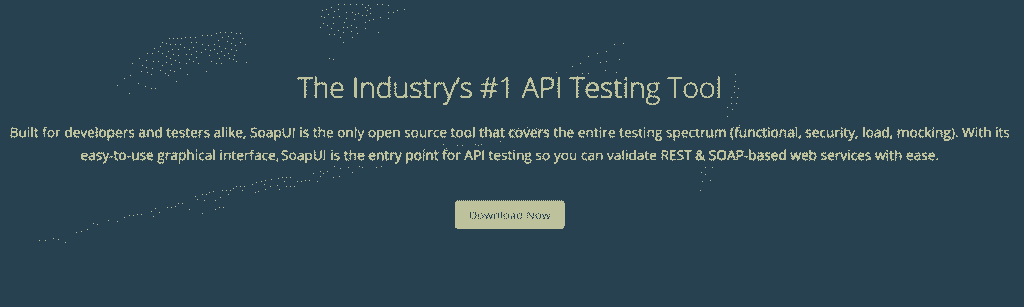 The Industry's #1 API Testing Tool
Built for developers and testers alike, SoapUI is the only open source tool that covers the entire testing spectrum (functional, security, load, mocking). With its
easy-to-use graphical interface, SoapUI is the entry point for API testing so you can validate REST & SOAP-based web services with ease.
Download Now